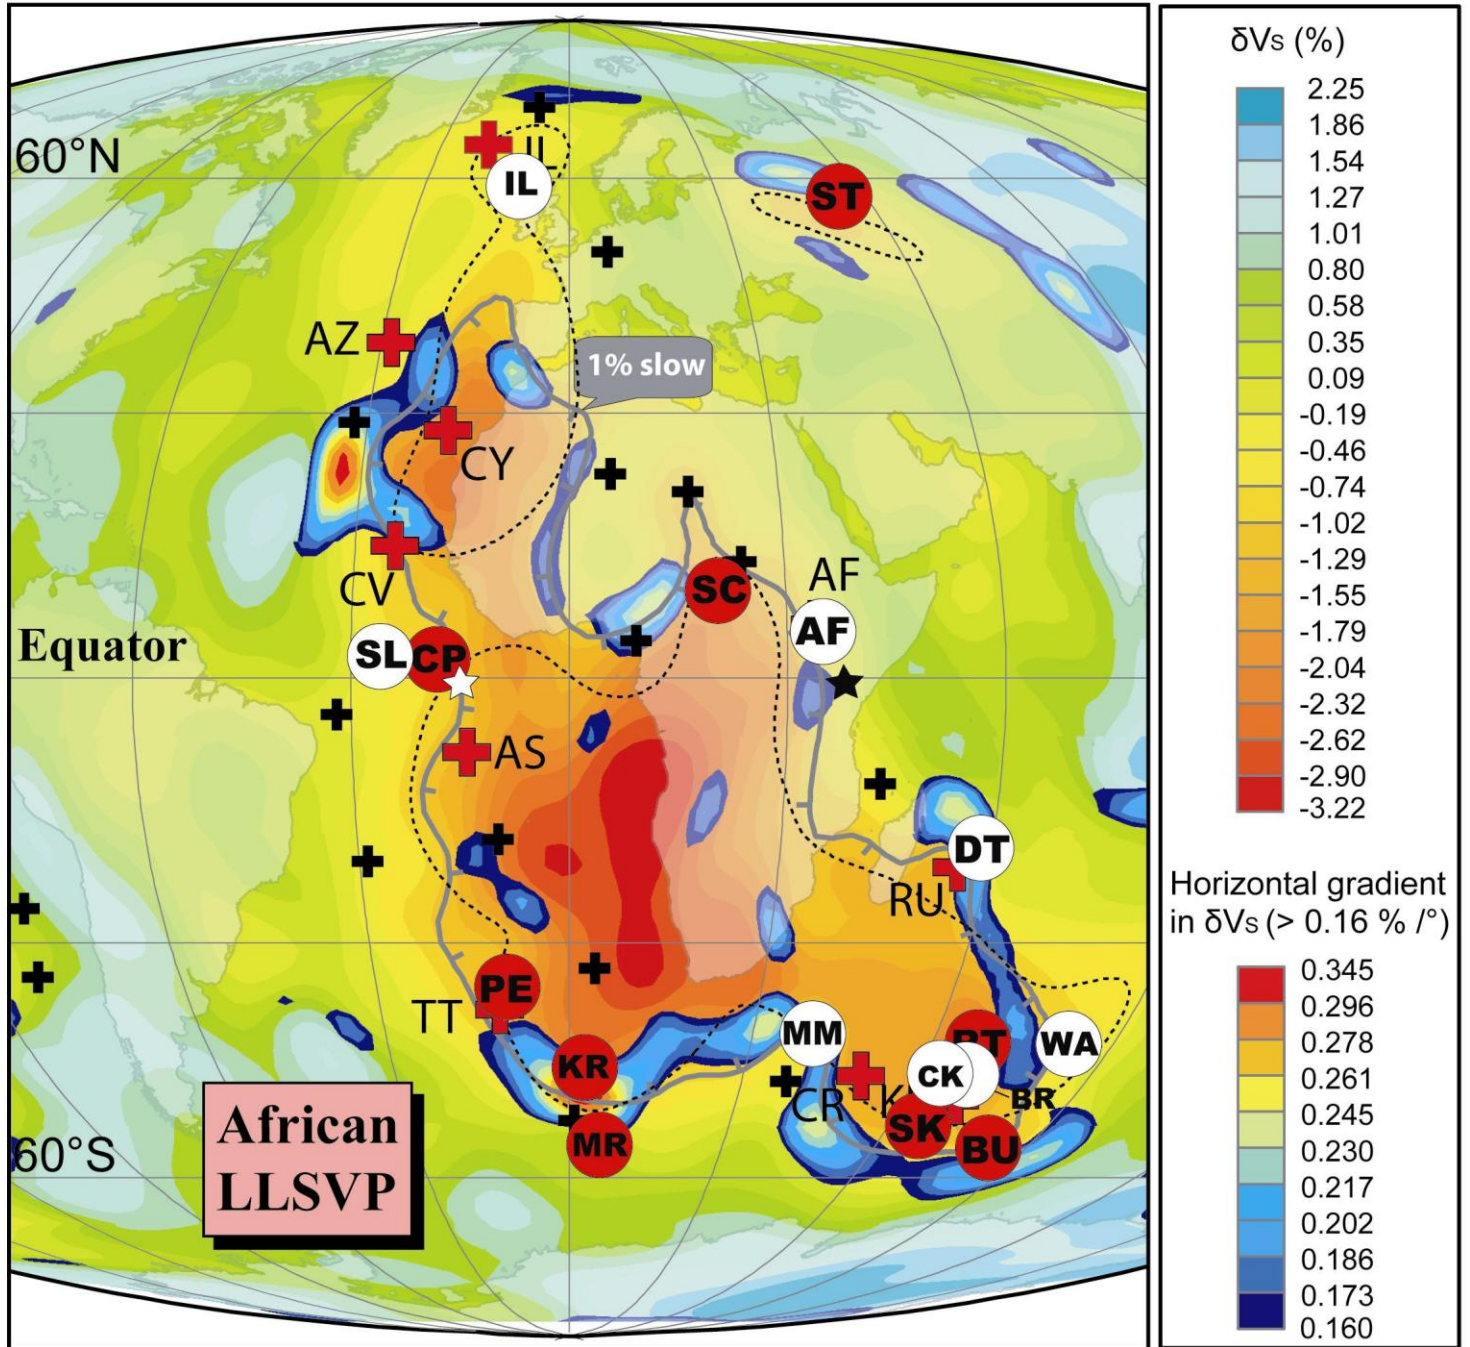 60°N
IL
IL
ST
AZ
1% slow
CY
CV
SC
AF
AF
Equator
SL
CP
AS
DT
RU
PE
TT
MM
KR
WA
CK
CR
BR
SK
MR
BU
60°S
African
LLSVP
δVs (%)
2.25
1.86
1.54
1.27
1.01
0.80
0.58
0.35
0.09
-0.19
-0.46
-0.74
-1.02
-1.29
-1.55
-1.79
-2.04
-2.32
-2.62
-2.90
-3.22
Horizontal gradient
in δVs (> 0.16 % /°)
0.345
0.296
0.278
0.261
0.245
0.230
0.217
0.202
0.186
0.173
0.160